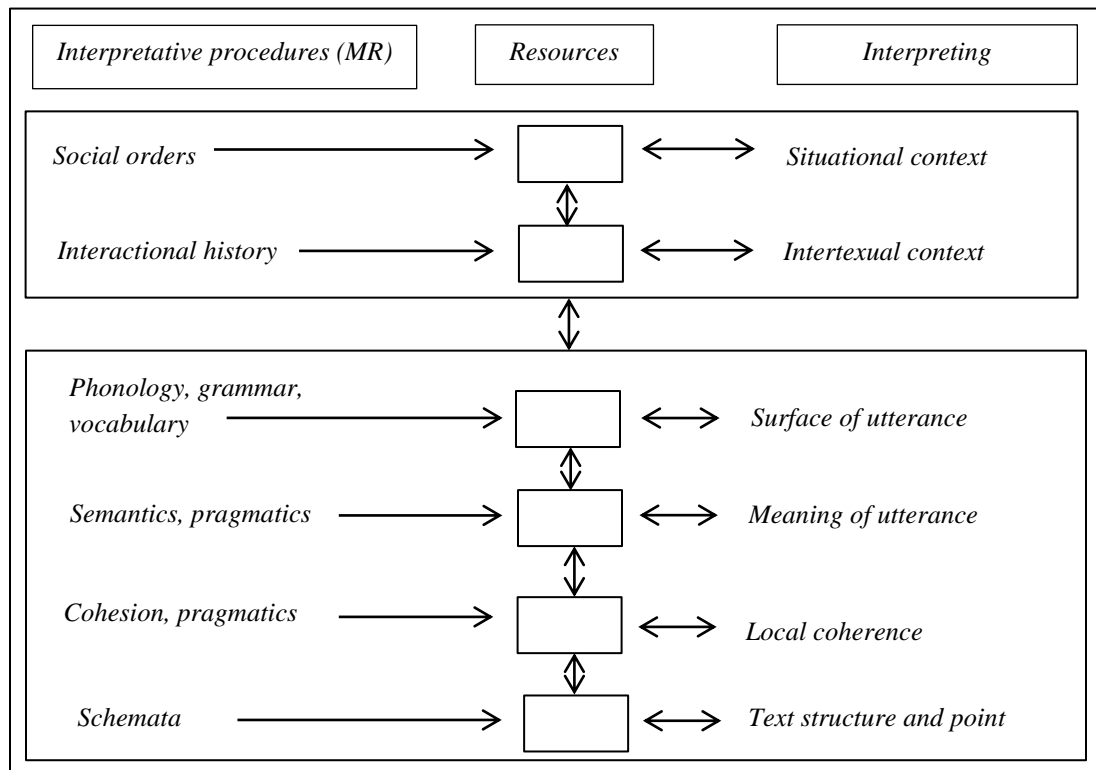 Interpretative procedures (MR)
Resources
Interpreting
Social orders
Situational context
Interactional history
Intertexual context
Phonology, grammar,
vocabulary
Surface of utterance
Semantics, pragmatics
Meaning of utterance
Cohesion, pragmatics
Local coherence
Schemata
Text structure and point